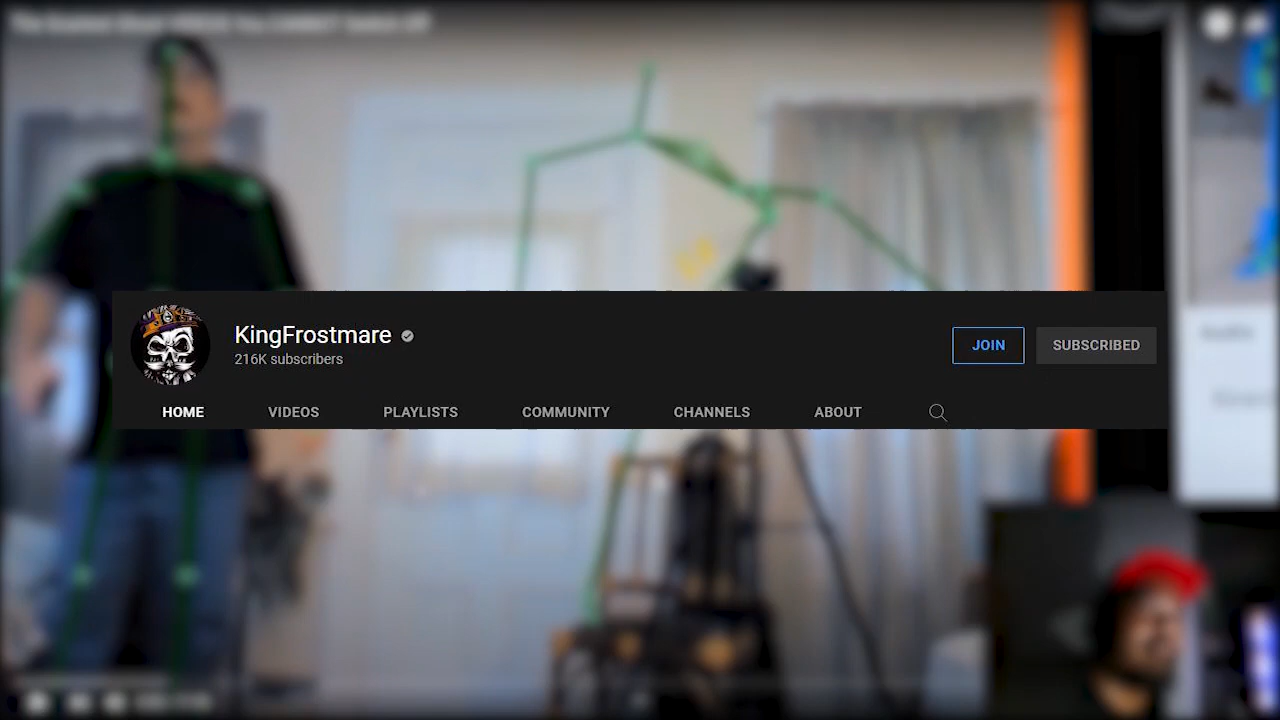 KingFrostmare
216K subscribers
JOIN
SUBSCRIBED
HOME
VIDEOS
PLAYLISTS
COMMUNITY
CHANNELS
ABOUT